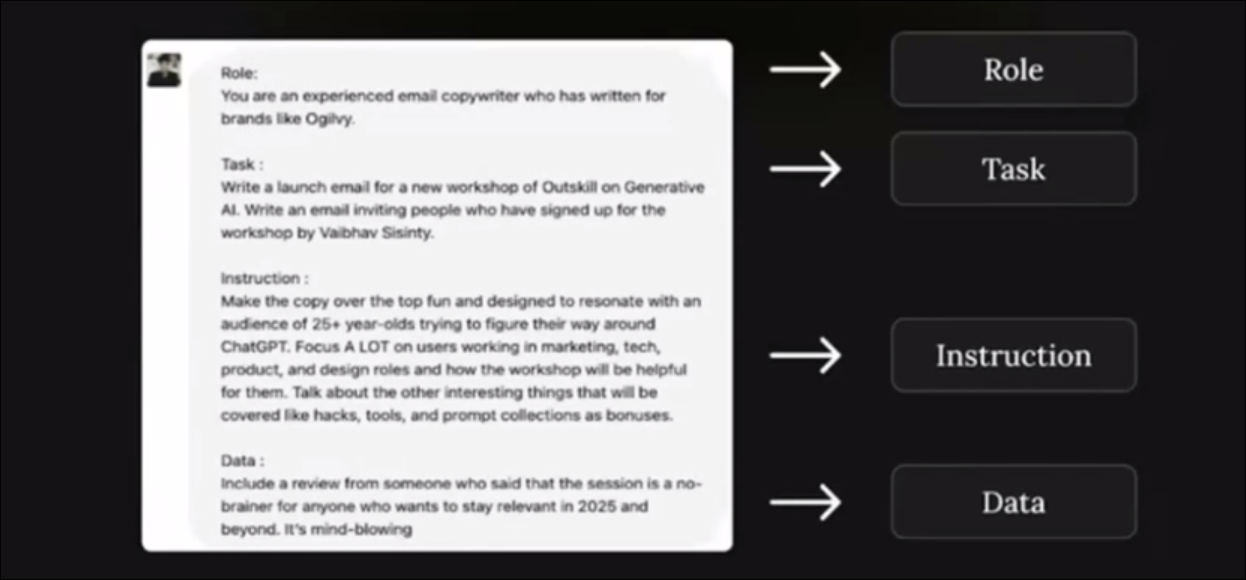 Role:
You are an experienced email copywriter who has written for
brands like Ogilvy.
Task :
Write a launch email for a new workshop of Outskill on Generative
AI. Write an email inviting people who have signed up for the
workshop by Vaibhav Sisinty.
Instruction :
Make the copy over the top fun and designed to resonate with an
audience of 25+ year-olds trying to figure their way around
ChatGPT. Focus A LOT on users working in marketing, tech,
product, and design roles and how the workshop will be helpful
for them. Talk about the other interesting things that will be
covered like hacks, tools, and prompt collections as bonuses.
Data :
Include a review from someone who said that the session is a no-
brainer for anyone who wants to stay relevant in 2025 and
beyond. It's mind-blowing
Role
Task
Instruction
Data